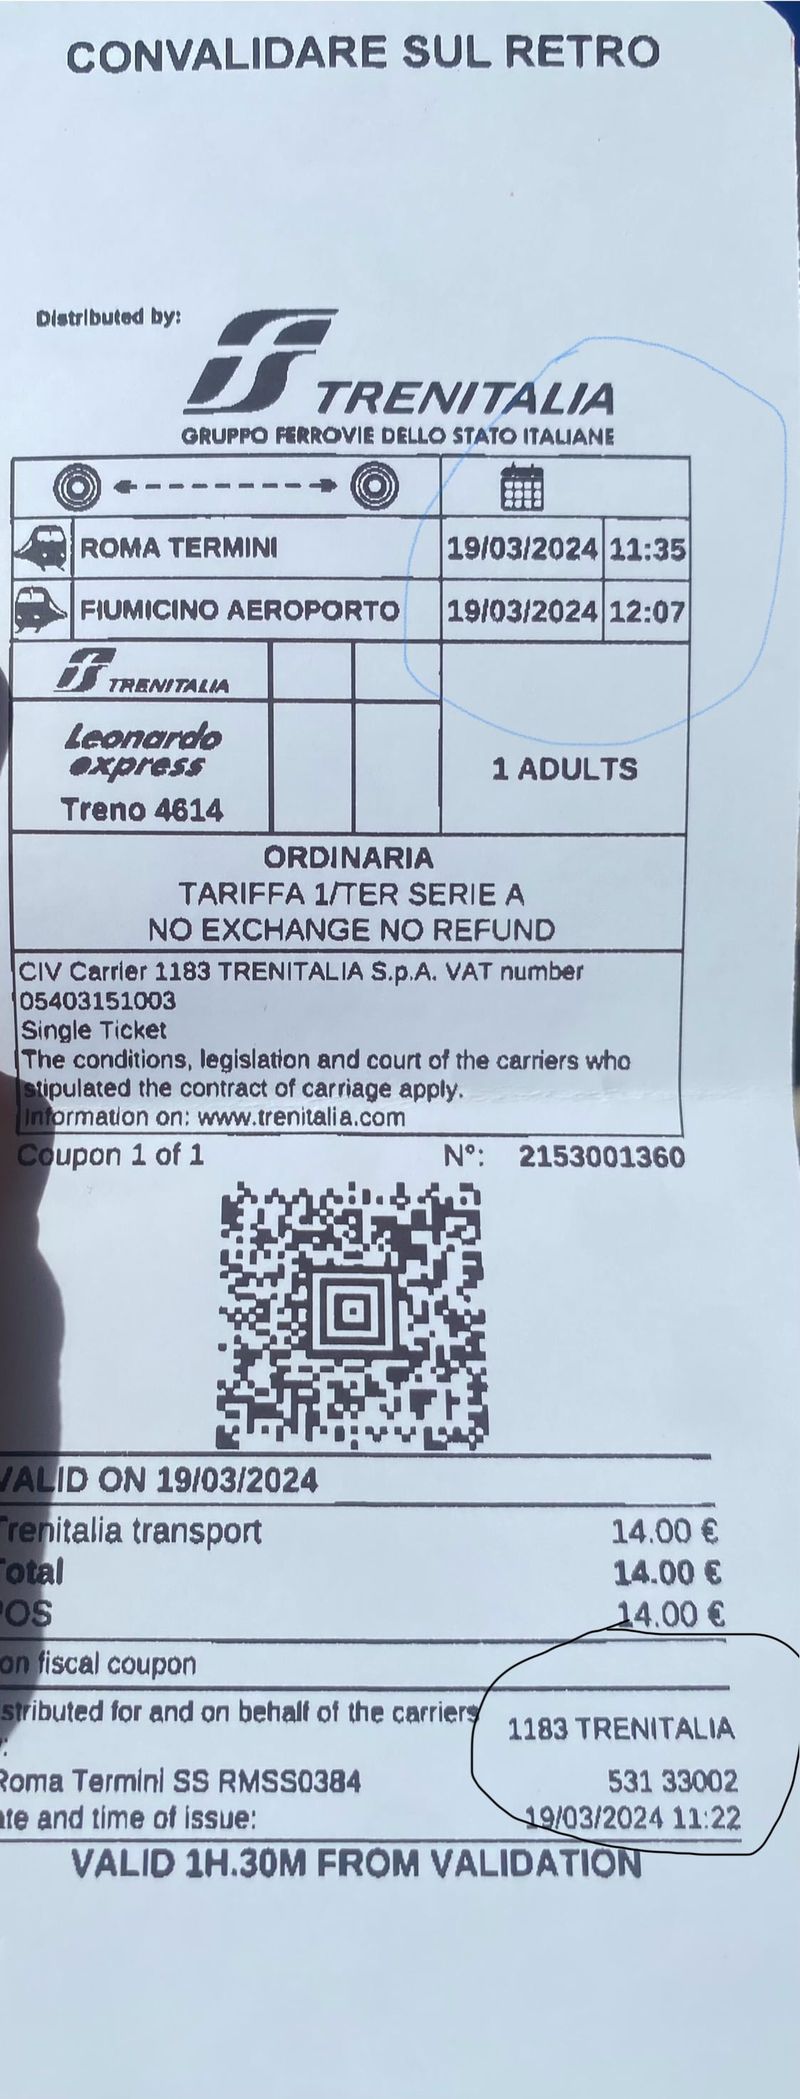 CONVALIDARE SUL RETRO
Distributed by:
TRENITALIA
GRUPPO FERROVIE DELLO STATO ITALIANE
ROMA TERMINI 19/03/2024 11:35
FIUMICINO AEROPORTO 19/03/2024 12:07
TRENITALIA
Leonardo
express
Treno 4614
1 ADULTS
ORDINARIA
TARIFFA 1/TER SERIE A
NO EXCHANGE NO REFUND
CIV Carrier 1183 TRENITALIA S.p.A. VAT number
05403151003
Single Ticket
The conditions, legislation and court of the carriers who
stipulated the contract of carriage apply.
Information on: www.trenitalia.com
Coupon 1 of 1 N°: 2153001360
VALID ON 19/03/2024
Trenitalia transport 14.00 €
Total 14.00 €
POS 14.00 €
on fiscal coupon
stributed for and on behalf of the carriers
: 1183 TRENITALIA
Roma Termini SS RMSS0384 531 33002
ate and time of issue: 19/03/2024 11:22
VALID 1H.30M FROM VALIDATION